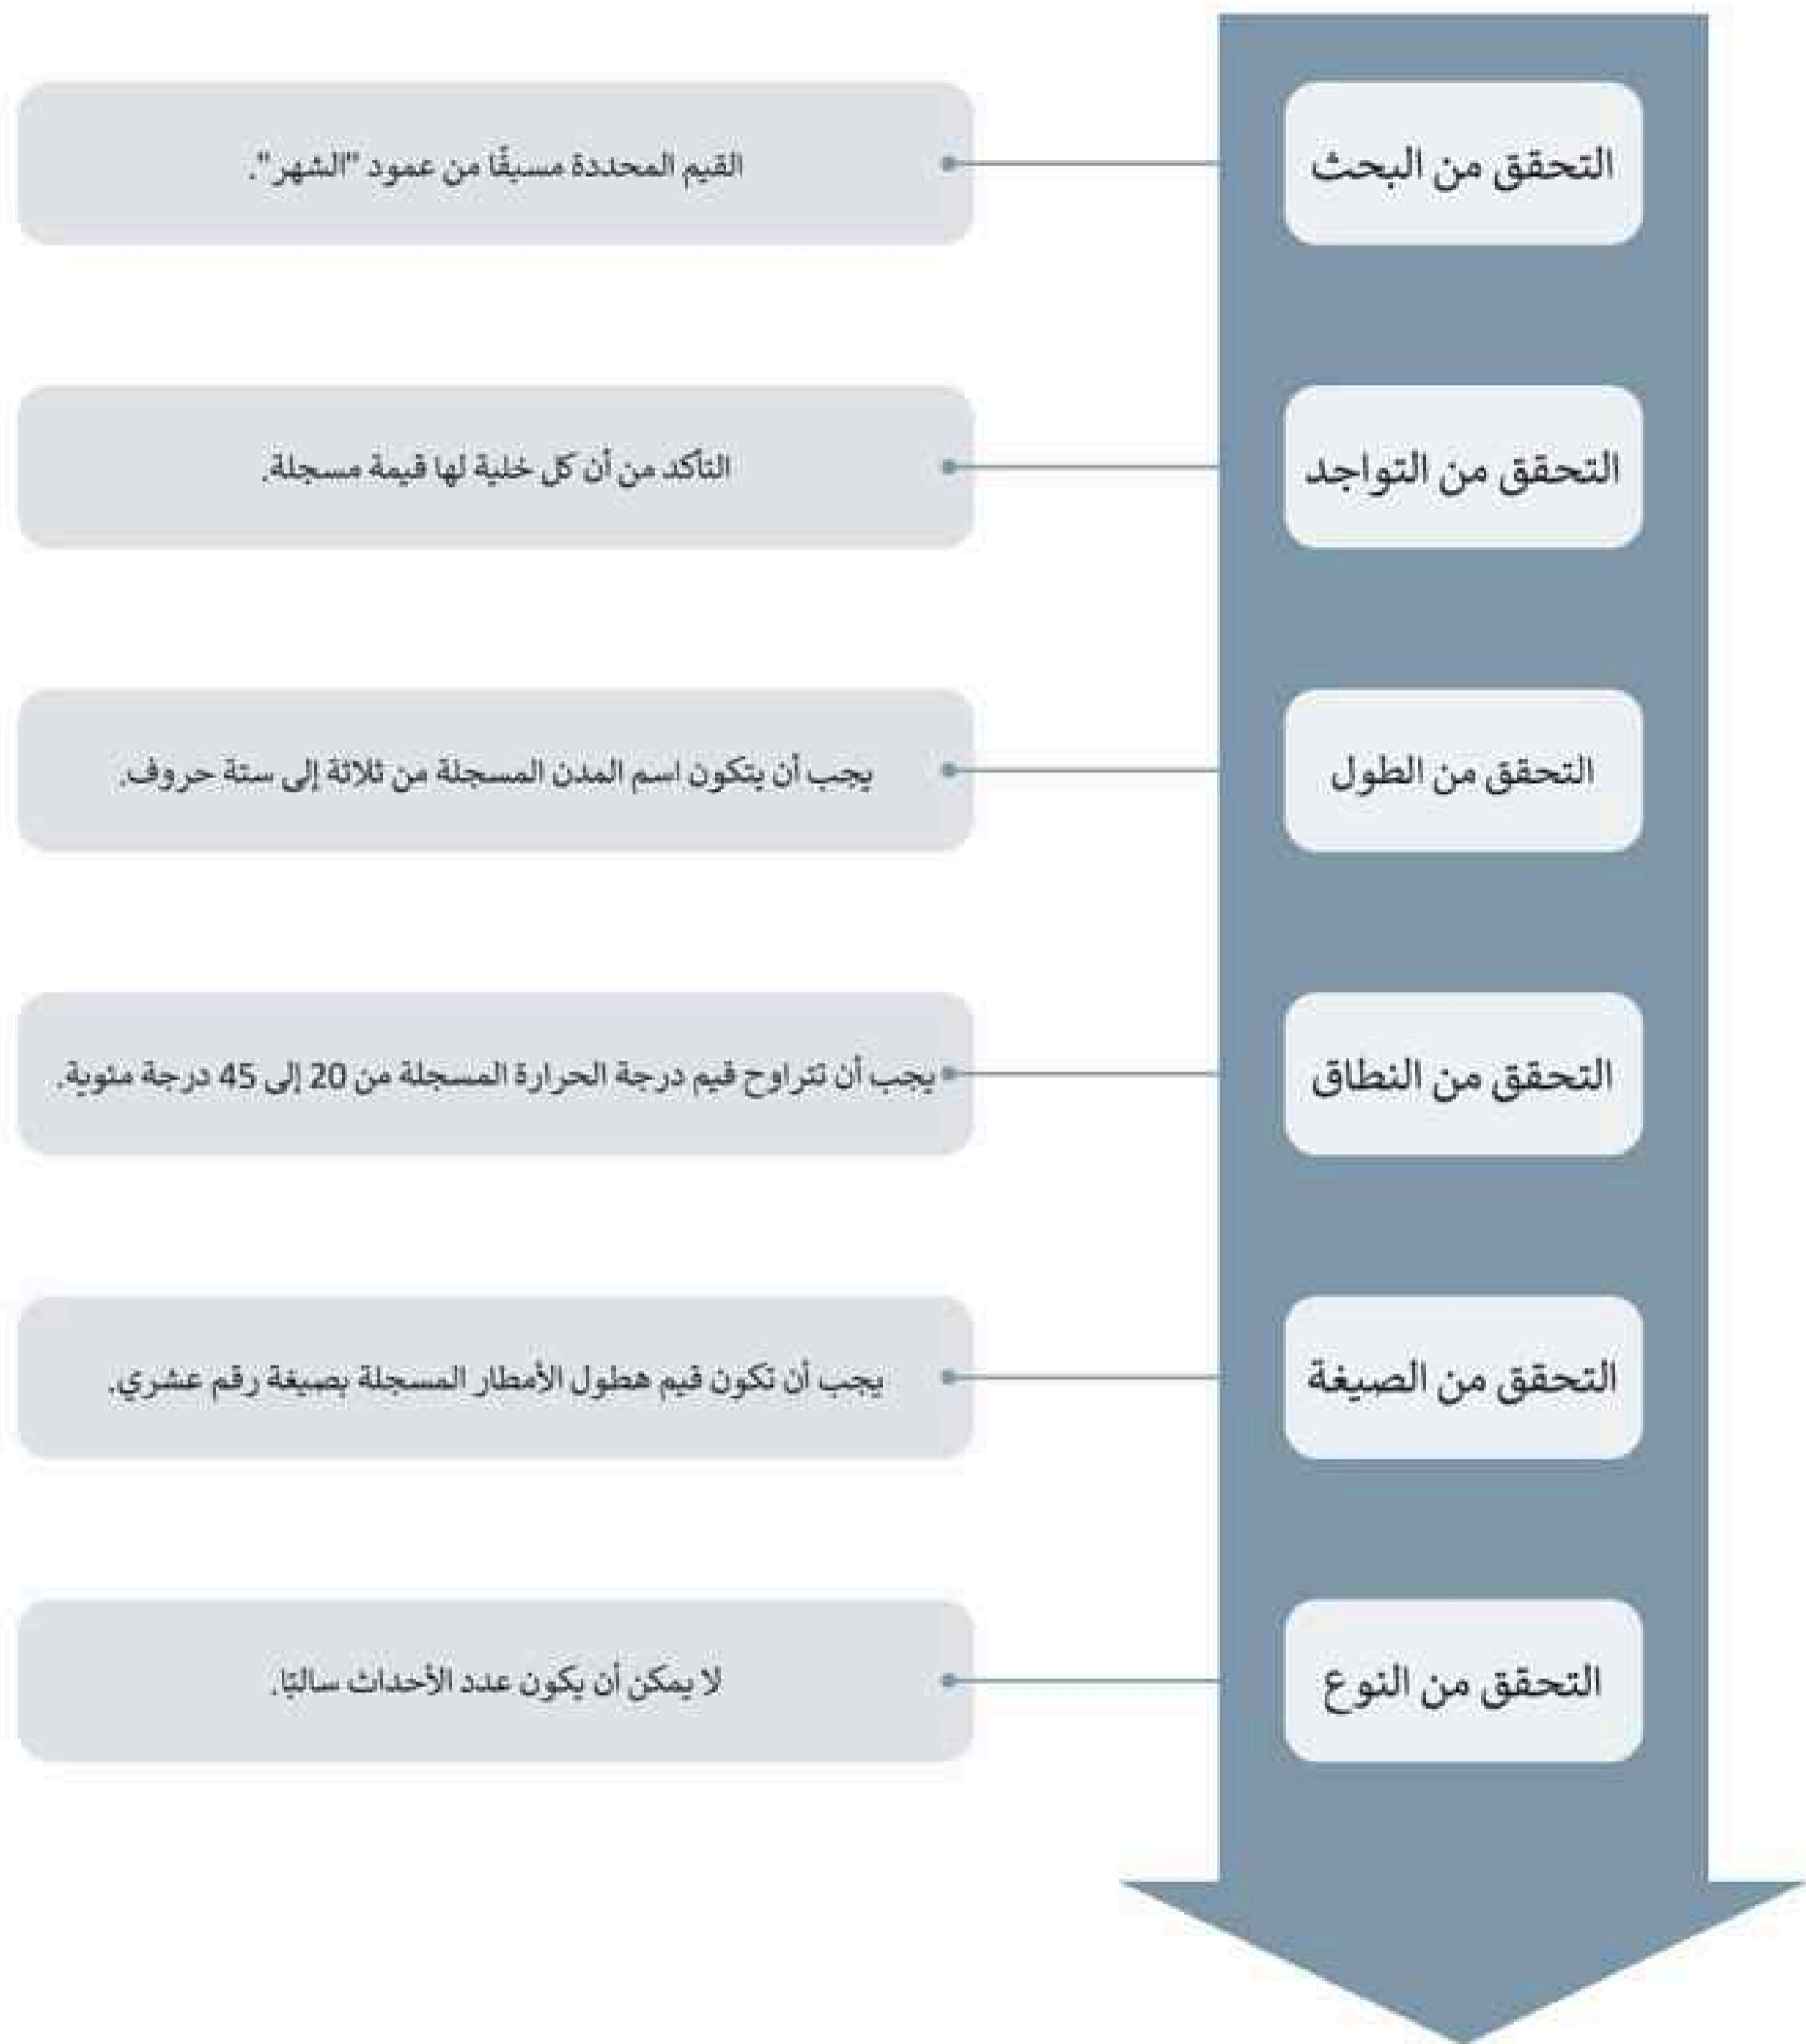 التحقق من البحث
القيم المحددة مسبقًا من عمود "الشهر".
التحقق من التواجد
التأكد من أن كل خلية لها قيمة مسجلة.
التحقق من الطول
يجب أن يتكون اسم المدن المسجلة من ثلاثة إلى ستة حروف.
التحقق من النطاق
يجب أن تتراوح قيم درجة الحرارة المسجلة من 20 إلى 45 درجة مئوية.
التحقق من الصيغة
يجب أن تكون قيم هطول الأمطار المسجلة بصيغة رقم عشري.
التحقق من النوع
لا يمكن أن يكون عدد الأحداث سالبًا.